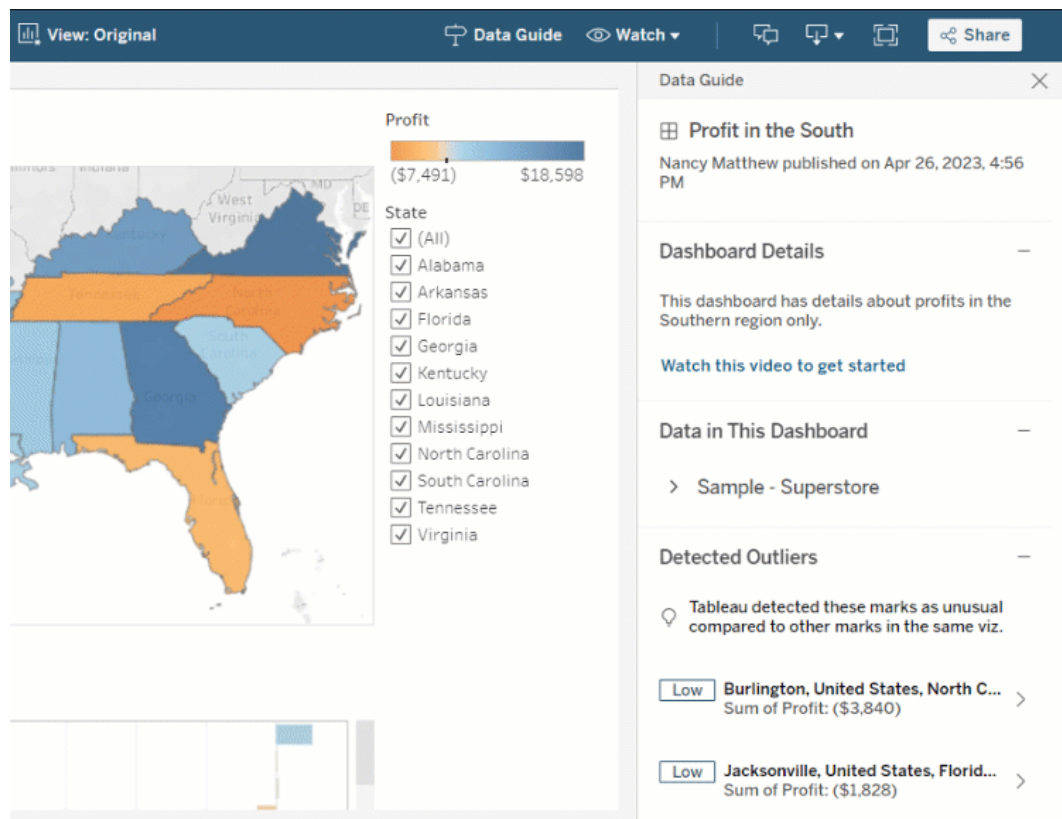 View: Original
Data Guide
Watch
Share
Data Guide
Profit in the South
Nancy Matthew published on Apr 26, 2023, 4:56
PM
Dashboard Details
This dashboard has details about profits in the
Southern region only.
Watch this video to get started
Data in This Dashboard
Sample - Superstore
Detected Outliers
Tableau detected these marks as unusual
compared to other marks in the same viz.
Low
Burlington, United States, North C...
Sum of Profit: ($3,840)
Low
Jacksonville, United States, Florid...
Sum of Profit: ($1,828)
Profit
($7,491) $18,598
State
(All)
Alabama
Arkansas
Florida
Georgia
Kentucky
Louisiana
Mississippi
North Carolina
South Carolina
Tennessee
Virginia
MD
DE
West
Virginia
Kentucky
Tennessee
North
Carolina
South
Carolina
Georgia
Florida